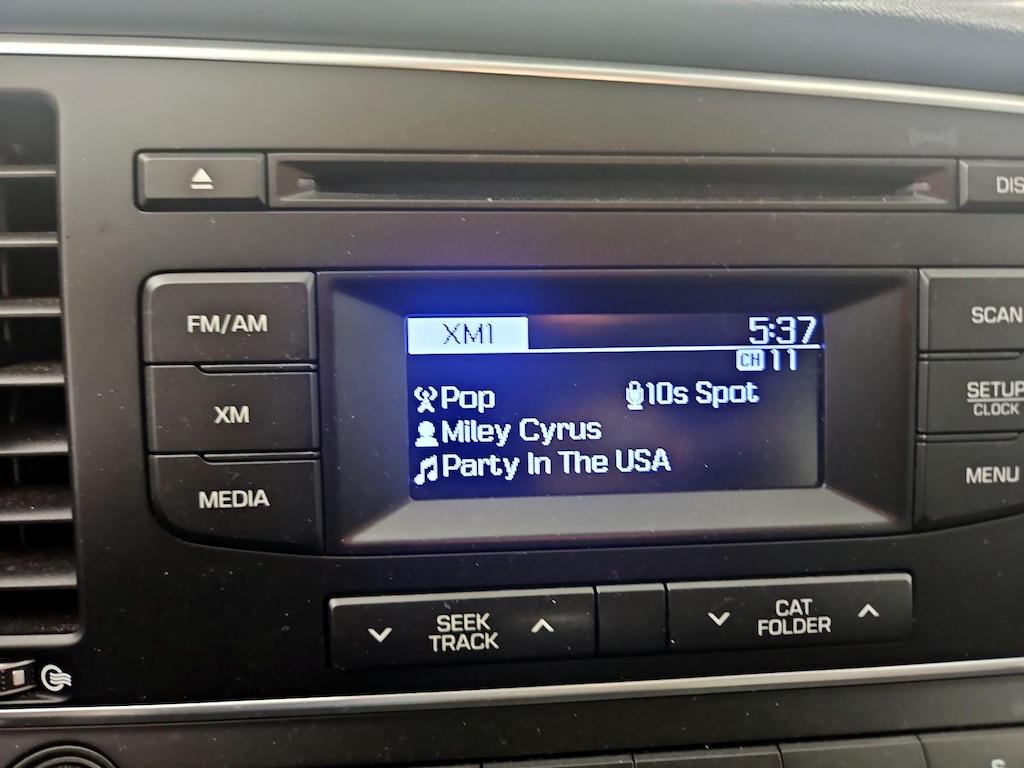 DIS
FM/AM
XM
MEDIA
XM1
5:37
CH 11
Pop
10s Spot
Miley Cyrus
Party In The USA
SCAN
SETUP
CLOCK
MENU
SEEK
TRACK
CAT
FOLDER